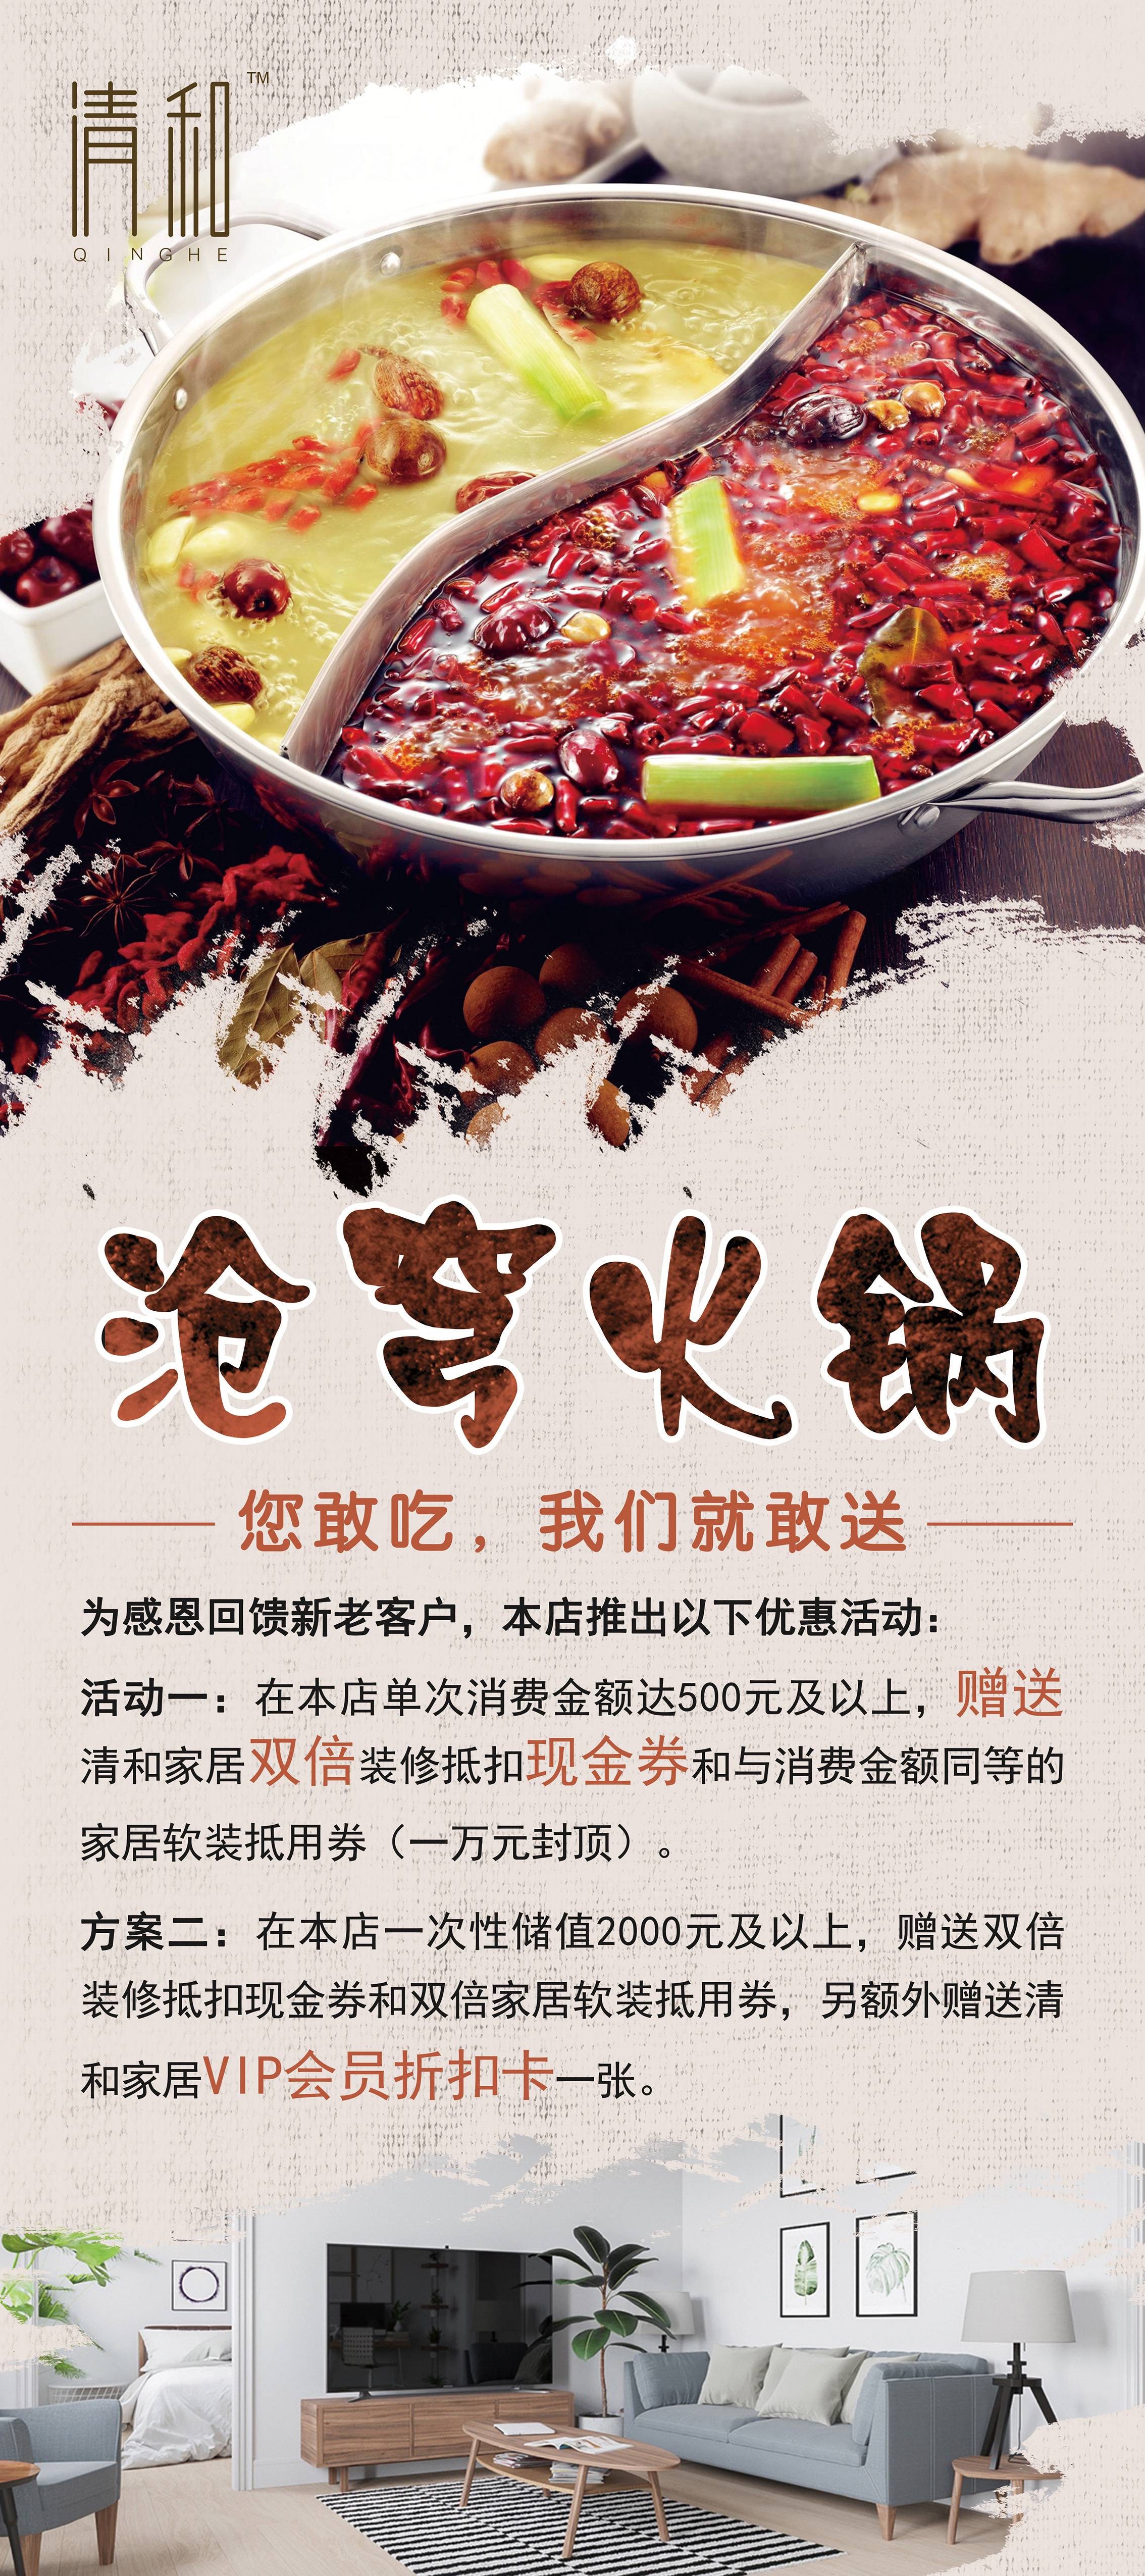 清和™
QINGHE
沧穹火锅
您敢吃，我们就敢送
为感恩回馈新老客户，本店推出以下优惠活动：
活动一：在本店单次消费金额达500元及以上，赠送
清和家居双倍装修抵扣现金券和与消费金额同等的
家居软装抵用券（一万元封顶）。
方案二：在本店一次性储值2000元及以上，赠送双倍
装修抵扣现金券和双倍家居软装抵用券，另额外赠送清
和家居VIP会员折扣卡一张。